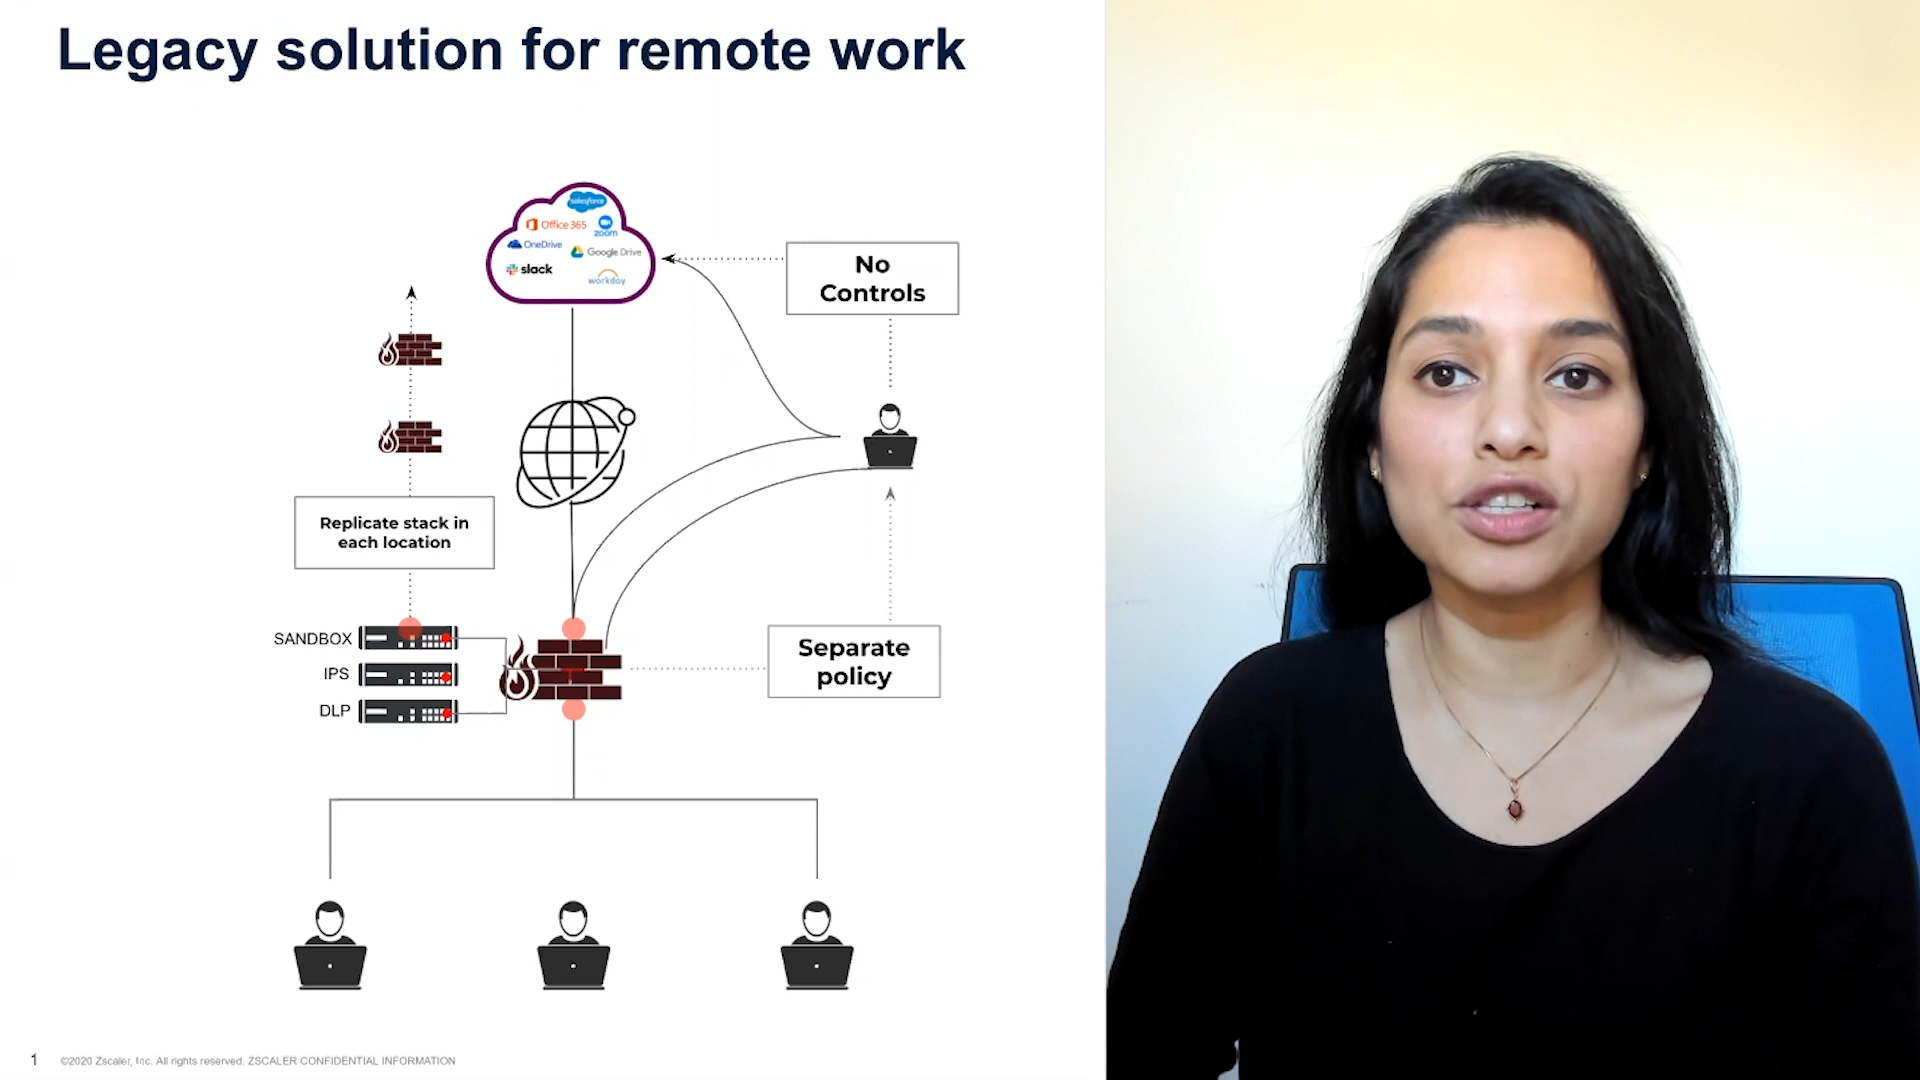 Legacy solution for remote work
salesforce
Office 365
zoom
OneDrive
Google Drive
slack
workday
No
Controls
Replicate stack in
each location
SANDBOX
IPS
DLP
Separate
policy
1
©2020 Zscaler, Inc. All rights reserved. ZSCALER CONFIDENTIAL INFORMATION